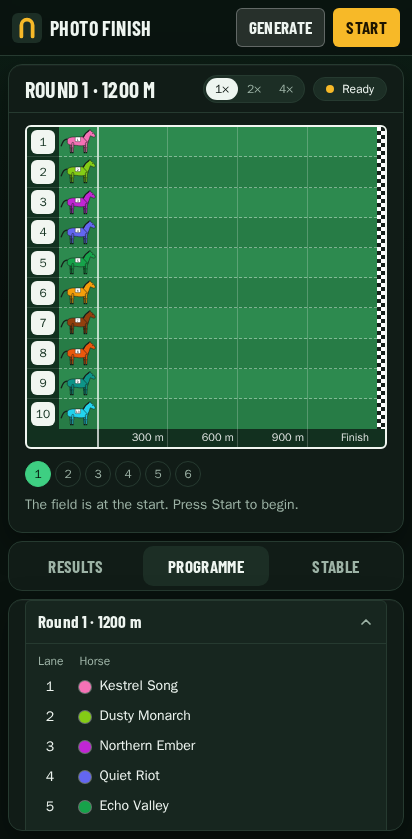 PHOTO FINISH
GENERATE
START
ROUND 1 · 1200 M
1×
2×
4×
Ready
1
2
3
4
5
6
7
8
9
10
300 m
600 m
900 m
Finish
1
2
3
4
5
6
The field is at the start. Press Start to begin.
RESULTS
PROGRAMME
STABLE
Round 1 · 1200 m
Lane Horse
1 Kestrel Song
2 Dusty Monarch
3 Northern Ember
4 Quiet Riot
5 Echo Valley